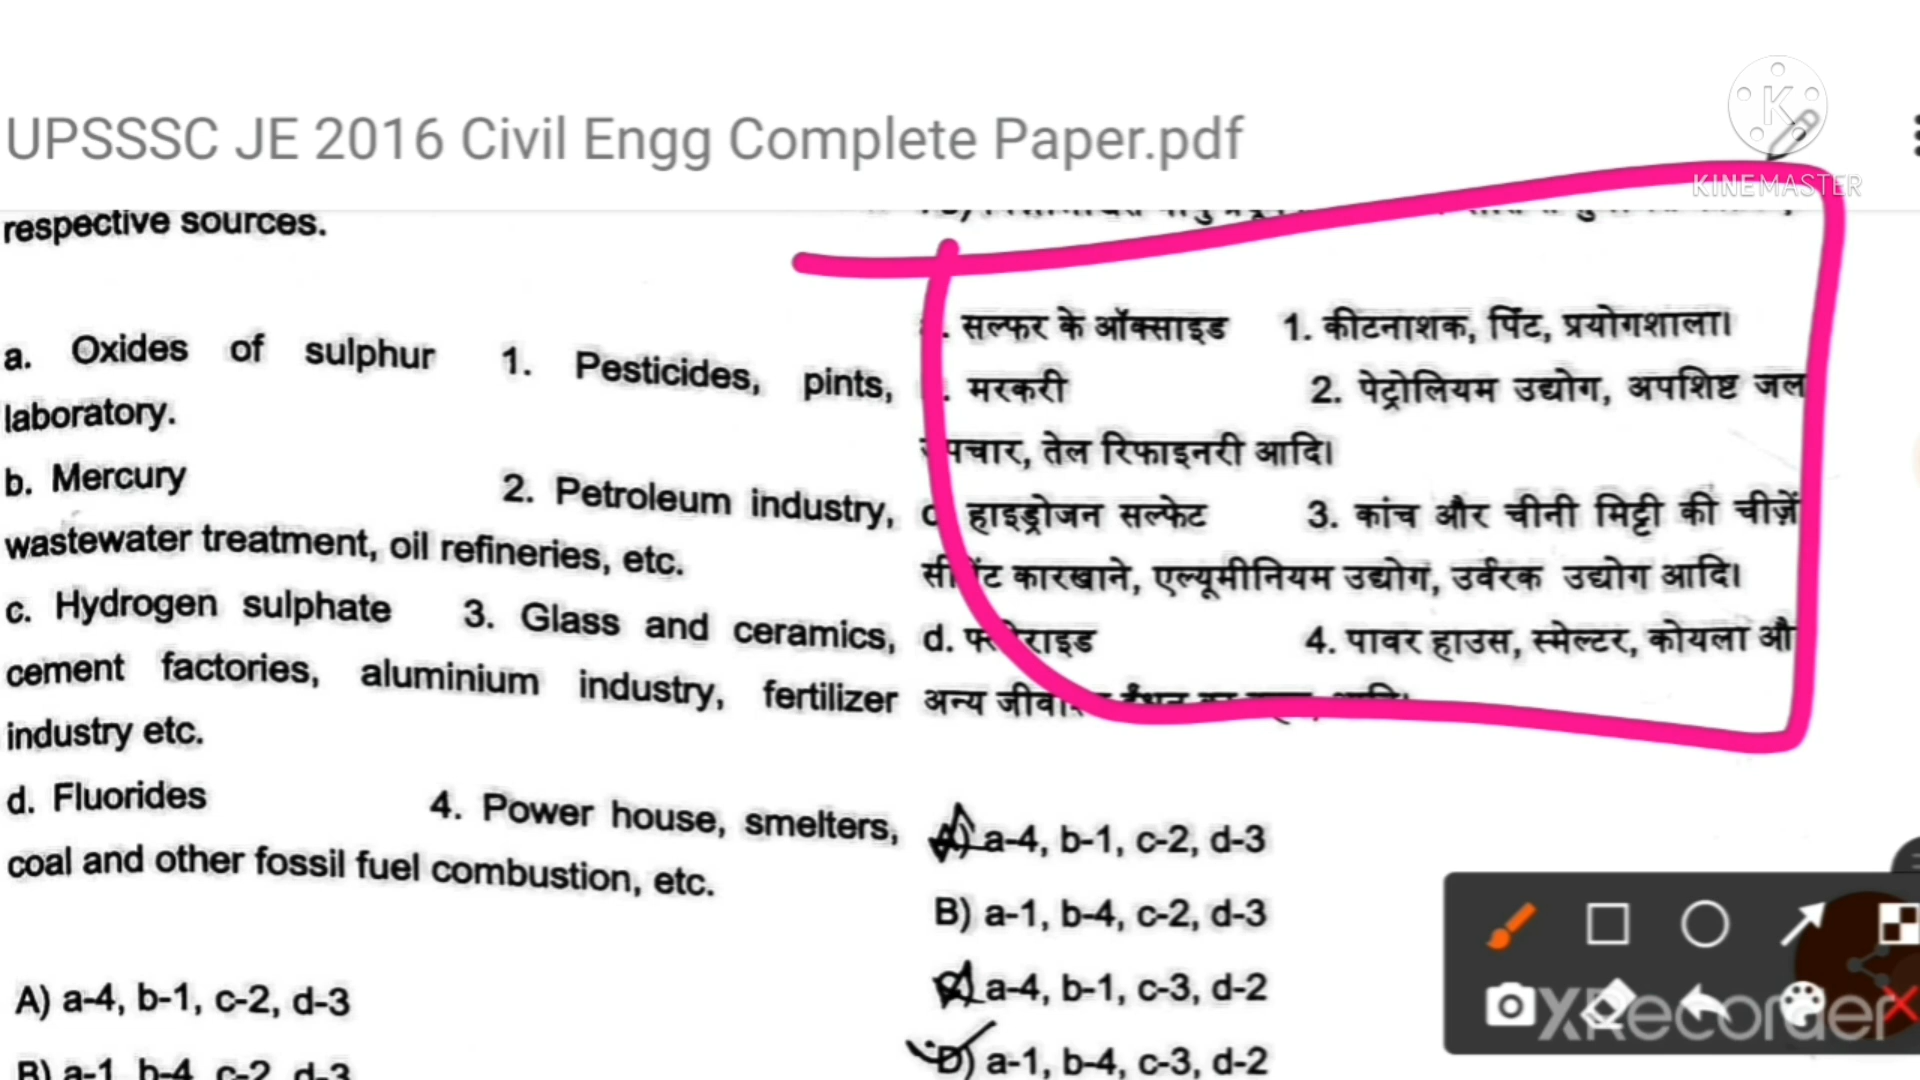 KINEMASTER
UPSSSC JE 2016 Civil Engg Complete Paper.pdf
respective sources.
a. Oxides of sulphur 1. Pesticides, pints,
laboratory.
b. Mercury 2. Petroleum industry,
wastewater treatment, oil refineries, etc.
c. Hydrogen sulphate 3. Glass and ceramics,
cement factories, aluminium industry, fertilizer
industry etc.
d. Fluorides 4. Power house, smelters,
coal and other fossil fuel combustion, etc.
A) a-4, b-1, c-2, d-3
B) a-1, b-4, c-2, d-3
सल्फर के ऑक्साइड 1. कीटनाशक, पिंट, प्रयोगशाला।
मरकरी 2. पेट्रोलियम उद्योग, अपशिष्ट जल
तेल रिफाइनरी आदि।
हाइड्रोजन सल्फेट 3. कांच और चीनी मिट्टी की चीज़ें
कारखाने, एल्यूमीनियम उद्योग, उर्वरक उद्योग आदि।
d. 4. पावर हाउस, स्मेल्टर, कोयला
अन्य
A) a-4, b-1, c-2, d-3
B) a-1, b-4, c-2, d-3
a-4, b-1, c-3, d-2
D) a-1, b-4, c-3, d-2
XRecorder